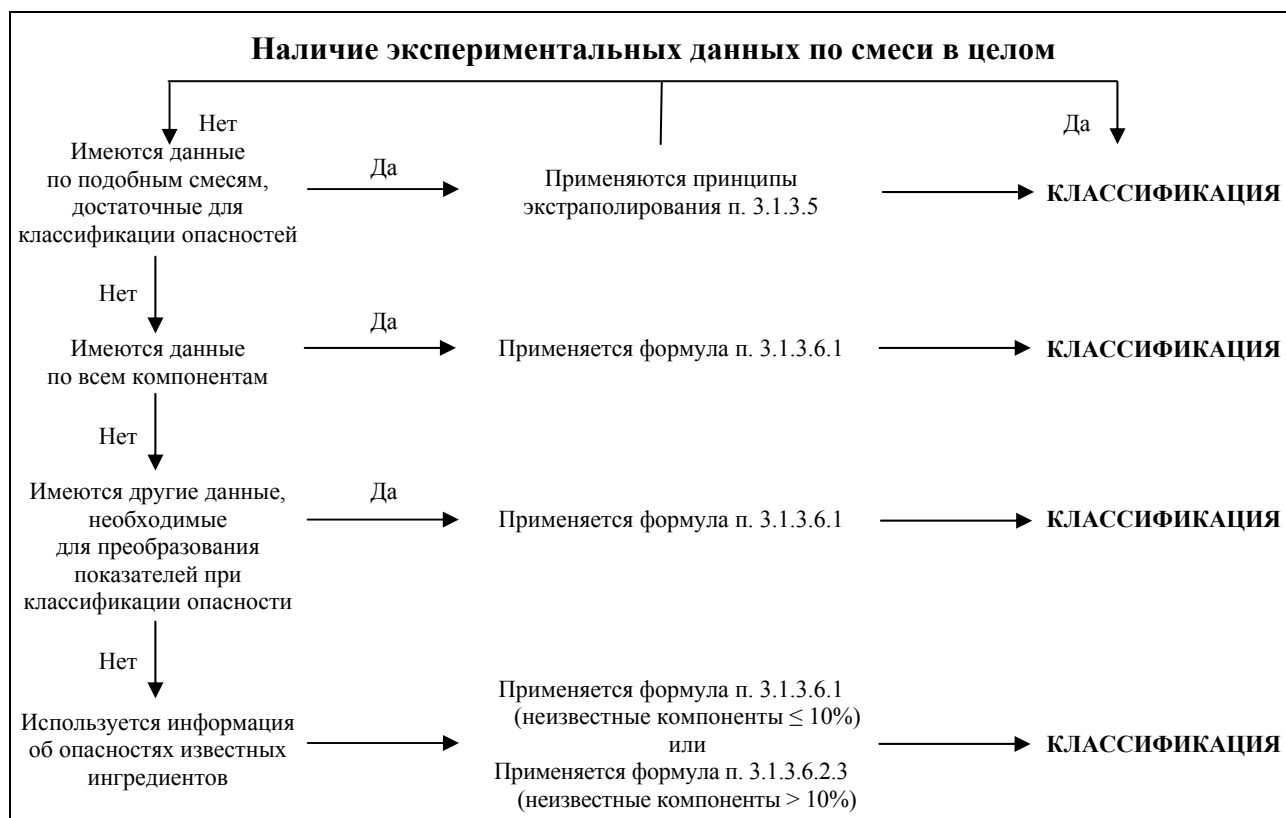 Наличие экспериментальных данных по смеси в целом
Нет
Да
Имеются данные
по подобным смесям,
достаточные для
классификации опасностей
Да
Применяются принципы
экстраполирования п. 3.1.3.5
КЛАССИФИКАЦИЯ
Нет
Имеются данные
по всем компонентам
Да
Применяется формула п. 3.1.3.6.1
КЛАССИФИКАЦИЯ
Нет
Имеются другие данные,
необходимые
для преобразования
показателей при
классификации опасности
Да
Применяется формула п. 3.1.3.6.1
КЛАССИФИКАЦИЯ
Нет
Используется информация
об опасностях известных
ингредиентов
Применяется формула п. 3.1.3.6.1
(неизвестные компоненты ≤ 10%)
или
Применяется формула п. 3.1.3.6.2.3
(неизвестные компоненты > 10%)
КЛАССИФИКАЦИЯ